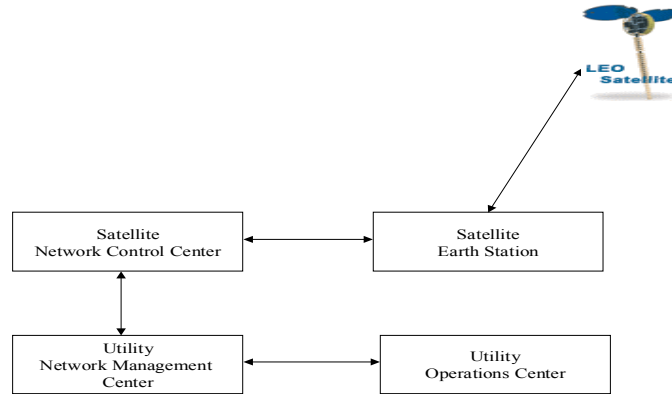 LEO
Satellite
Satellite
Network Control Center
Satellite
Earth Station
Utility
Network Management
Center
Utility
Operations Center